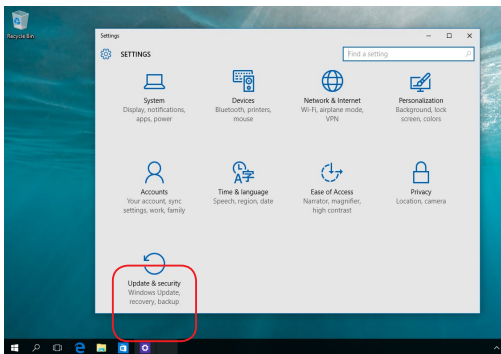 Recycle Bin
Settings
SETTINGS
Find a setting
System
Display, notifications,
apps, power
Devices
Bluetooth, printers,
mouse
Network & Internet
Wi-Fi, airplane mode,
VPN
Personalization
Background, lock
screen, colors
Accounts
Your account, sync
settings, work, family
Time & language
Speech, region, date
Ease of Access
Narrator, magnifier,
high contrast
Privacy
Location, camera
Update & security
Windows Update,
recovery, backup